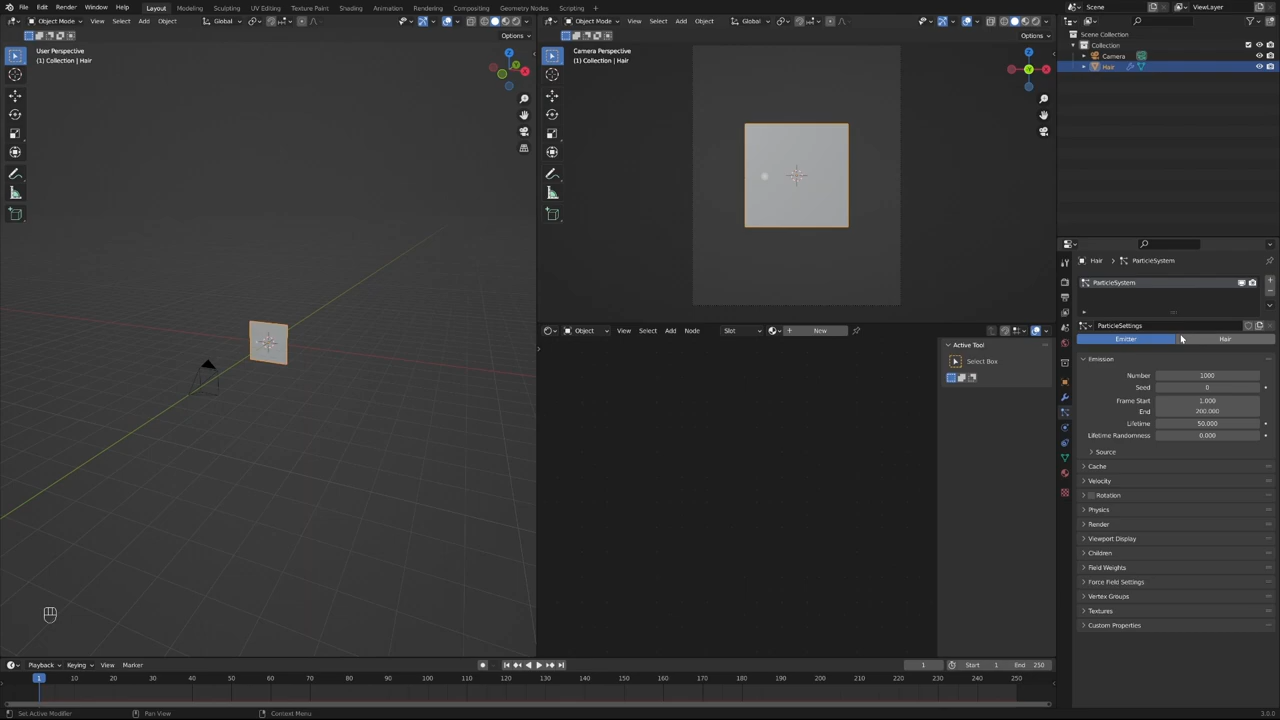 File Edit Render Window Help Layout Modeling Sculpting UV Editing Texture Paint Shading Animation Rendering Compositing Geometry Nodes Scripting Scene ViewLayer
Object Mode View Select Add Object Global
Options
User Perspective
(1) Collection | Hair
Object Mode View Select Add Object Global
Options
Camera Perspective
(1) Collection | Hair
Scene Collection
Collection
Camera
Hair
Hair > ParticleSystem
ParticleSystem
ParticleSettings
Emitter Hair
Emission
Number 1000
Seed 0
Frame Start 1.000
End 200.000
Lifetime 50.000
Lifetime Randomness 0.000
Source
Cache
Velocity
Rotation
Physics
Render
Viewport Display
Children
Field Weights
Force Field Settings
Vertex Groups
Textures
Custom Properties
Object View Select Add Node Slot New
Active Tool
Select Box
Playback Keying View Marker 1 Start 1 End 250
1 10 20 30 40 50 60 70 80 90 100 110 120 130 140 150 160 170 180 190 200 210 220 230 240 250
Set Active Modifier Pan View Context Menu 3.0.0